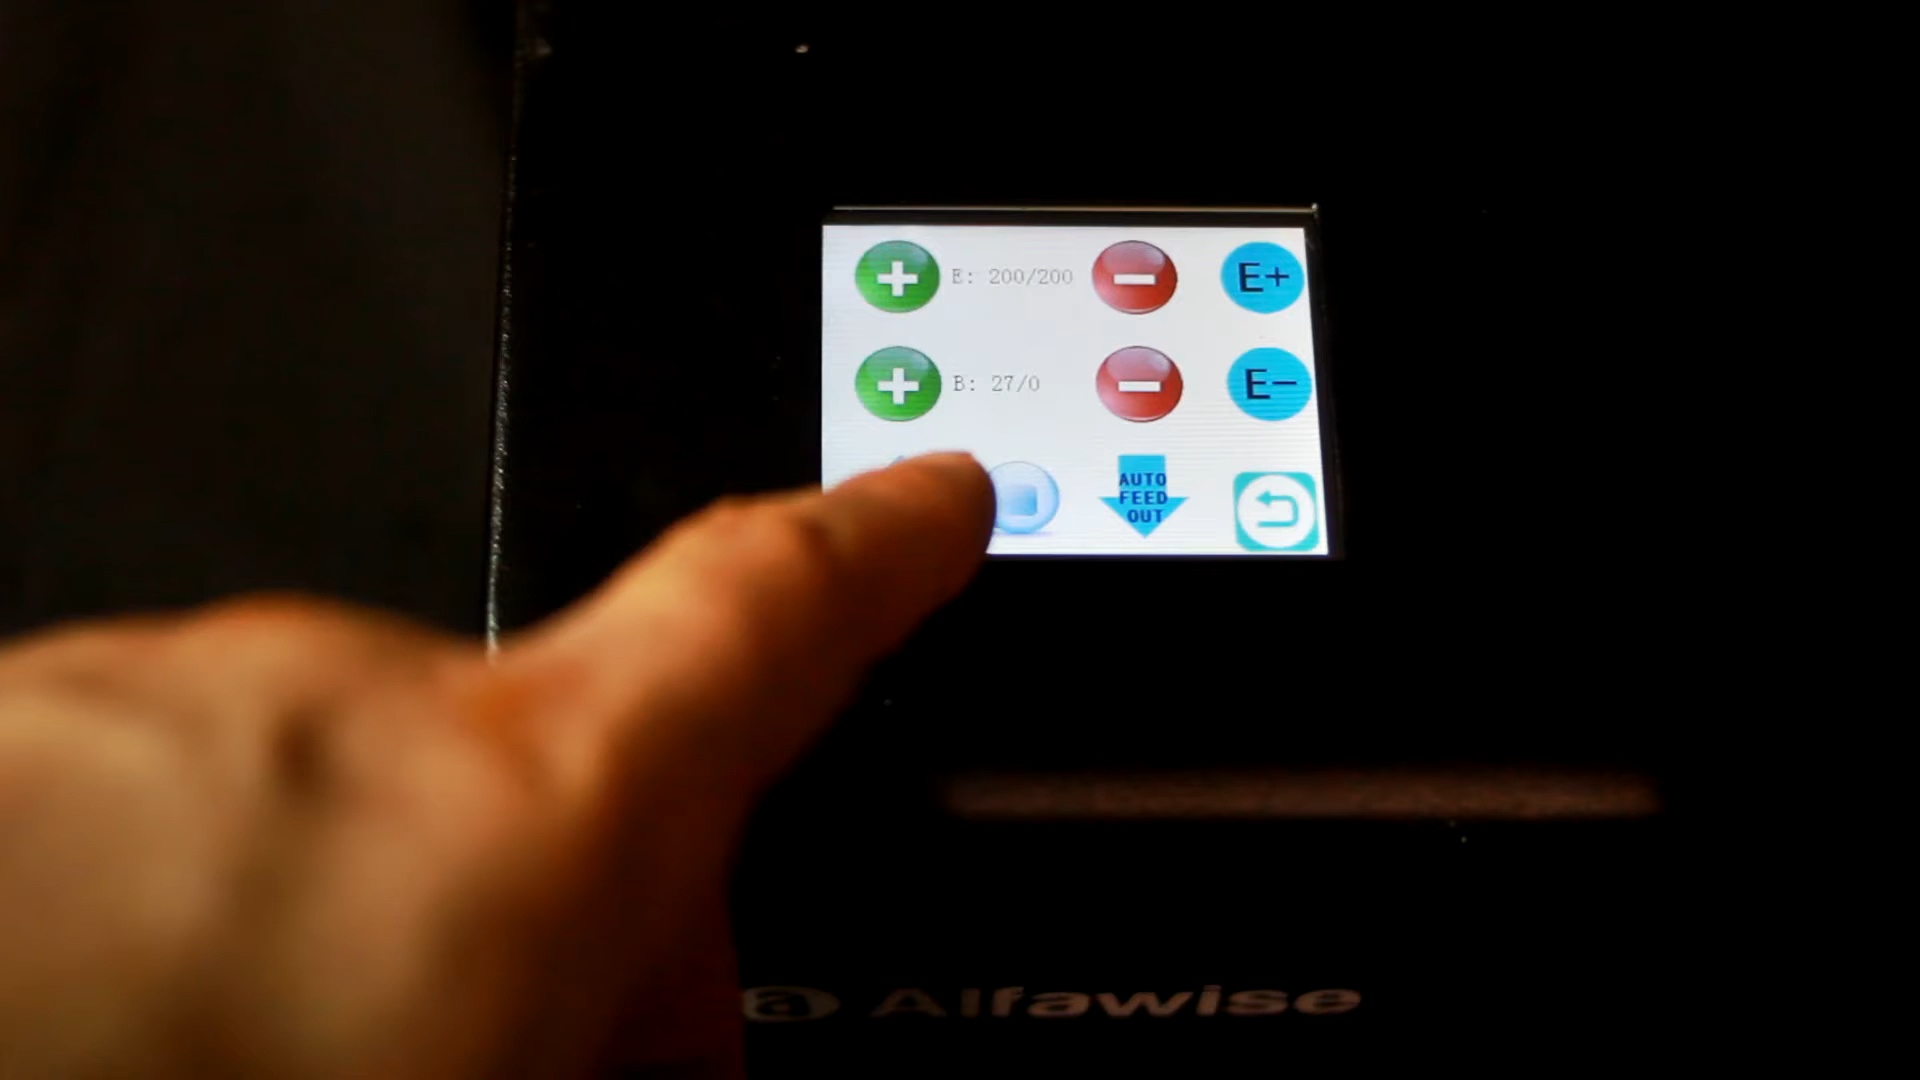 E: 200/200
E+
B: 27/0
E−
AUTO
FEED
OUT
a Alfawise